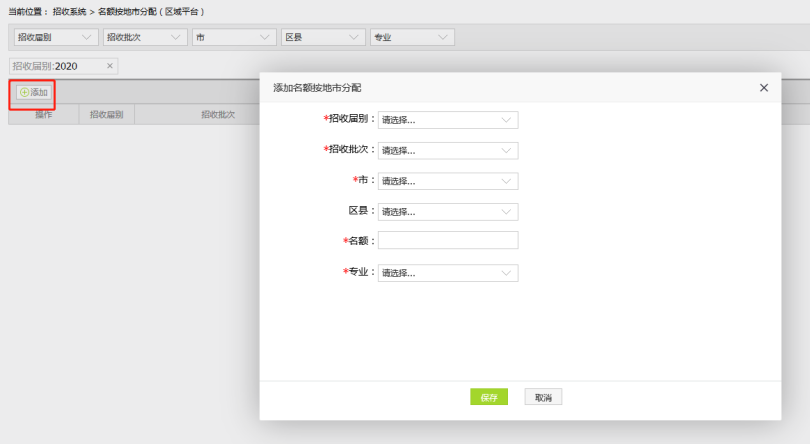 当前位置： 招收系统 > 名额按地市分配（区域平台）
招收届别 招收批次 市 区县 专业
招收届别:2020 ×
添加
操作 招收届别 招收批次
添加名额按地市分配 ×
*招收届别： 请选择...
*招收批次： 请选择...
*市： 请选择...
区县： 请选择...
*名额：
*专业： 请选择...
保存 取消